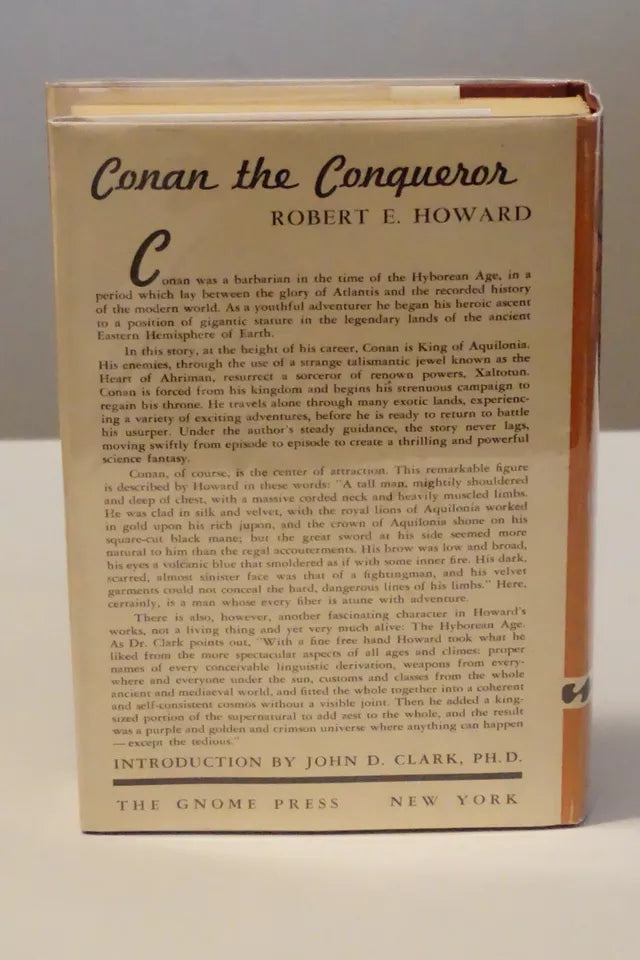 Conan the Conqueror
ROBERT E. HOWARD
Conan was a barbarian in the time of the Hyborean Age, in a
period which lay between the glory of Atlantis and the recorded history
of the modern world. As a youthful adventurer he began his heroic ascent
to a position of gigantic stature in the legendary lands of the ancient
Eastern Hemisphere of Earth.
In this story, at the height of his career, Conan is King of Aquilonia.
His enemies, through the use of a strange talismantic jewel known as the
Heart of Ahriman, resurrect a sorceror of renown powers, Xaltotun.
Conan is forced from his kingdom and begins his strenuous campaign to
regain his throne. He travels alone through many exotic lands, experienc-
ing a variety of exciting adventures, before he is ready to return to battle
his usurper. Under the author's steady guidance, the story never lags,
moving swiftly from episode to episode to create a thrilling and powerful
science fantasy.
Conan, of course, is the center of attraction. This remarkable figure
is described by Howard in these words: "A tall man, mightily shouldered
and deep of chest, with a massive corded neck and heavily muscled limbs.
He was clad in silk and velvet, with the royal lions of Aquilonia worked
in gold upon his rich jupon, and the crown of Aquilonia shone on his
square-cut black mane; but the great sword at his side seemed more
natural to him than the regal accouterments. His brow was low and broad,
his eyes a volcanic blue that smoldered as if with some inner fire. His dark,
scarred, almost sinister face was that of a fightingman, and his velvet
garments could not conceal the hard, dangerous lines of his limbs." Here,
certainly, is a man whose every fiber is atune with adventure.
There is also, however, another fascinating character in Howard's
works, not a living thing and yet very much alive: The Hyborean Age.
As Dr. Clark points out, "With a fine free hand Howard took what he
liked from the more spectacular aspects of all ages and climes: proper
names of every conceivable linguistic derivation, weapons from every-
where and everyone under the sun, customs and classes from the whole
ancient and mediaeval world, and fitted the whole together into a coherent
and self-consistent cosmos without a visible joint. Then he added a king-
sized portion of the supernatural to add zest to the whole, and the result
was a purple and golden and crimson universe where anything can happen
—except the tedious."
INTRODUCTION BY JOHN D. CLARK, PH.D.
THE GNOME PRESS NEW YORK